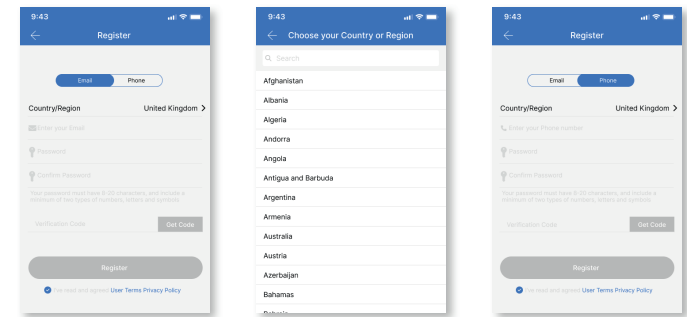 9:43
Register
Email Phone
Country/Region United Kingdom
Enter your Email
Password
Confirm Password
Your password must have 8-20 characters, and include a
minimum of two types of numbers, letters and symbols
Verification Code Get Code
Register
I've read and agreed User Terms Privacy Policy
9:43
Choose your Country or Region
Search
Afghanistan
Albania
Algeria
Andorra
Angola
Antigua and Barbuda
Argentina
Armenia
Australia
Austria
Azerbaijan
Bahamas
Bahrain
9:43
Register
Email Phone
Country/Region United Kingdom
Enter your Phone number
Password
Confirm Password
Your password must have 8-20 characters, and include a
minimum of two types of numbers, letters and symbols
Verification Code Get Code
Register
I've read and agreed User Terms Privacy Policy